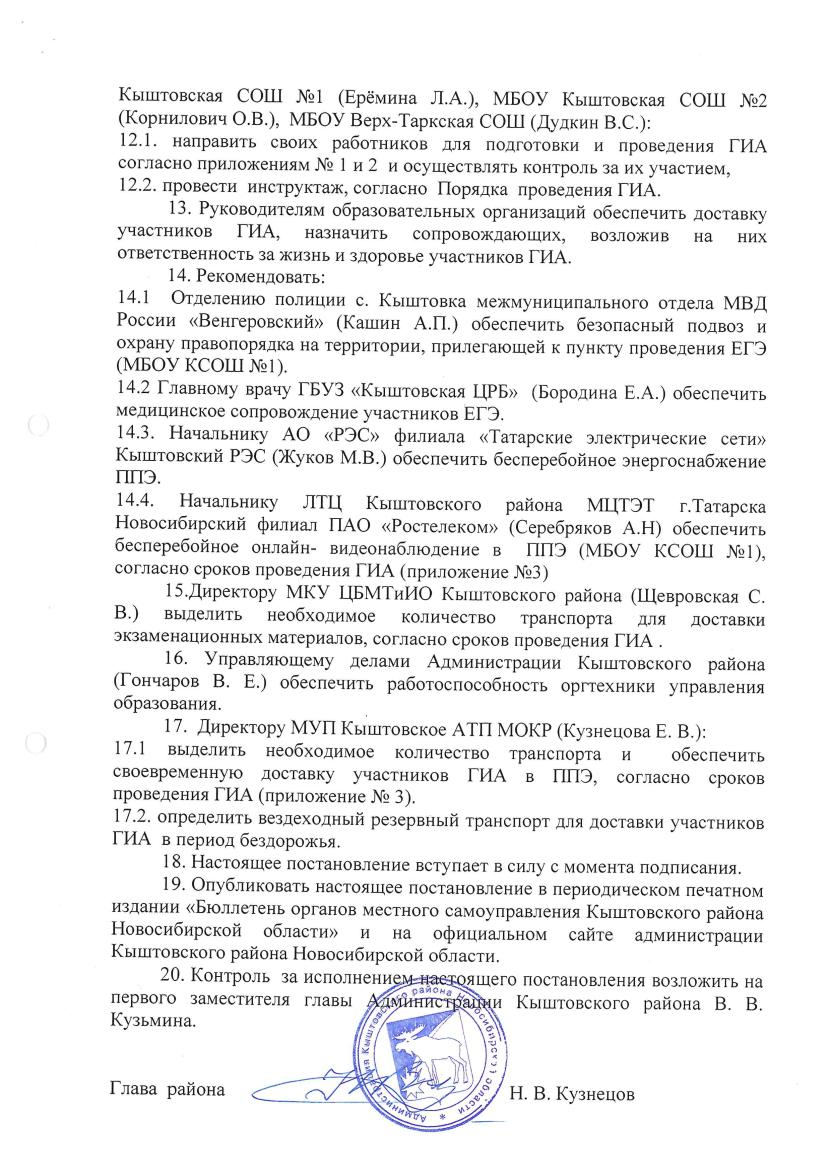 Кыштовская СОШ №1 (Ерёмина Л.А.), МБОУ Кыштовская СОШ №2
(Корнилович О.В.), МБОУ Верх-Таркская СОШ (Дудкин В.С.):
12.1. направить своих работников для подготовки и проведения ГИА
согласно приложениям № 1 и 2 и осуществлять контроль за их участием,
12.2. провести инструктаж, согласно Порядка проведения ГИА.
13. Руководителям образовательных организаций обеспечить доставку
участников ГИА, назначить сопровождающих, возложив на них
ответственность за жизнь и здоровье участников ГИА.
14. Рекомендовать:
14.1 Отделению полиции с. Кыштовка межмуниципального отдела МВД
России «Венгеровский» (Кашин А.П.) обеспечить безопасный подвоз и
охрану правопорядка на территории, прилегающей к пункту проведения ЕГЭ
(МБОУ КСОШ №1).
14.2 Главному врачу ГБУЗ «Кыштовская ЦРБ» (Бородина Е.А.) обеспечить
медицинское сопровождение участников ЕГЭ.
14.3. Начальнику АО «РЭС» филиала «Татарские электрические сети»
Кыштовский РЭС (Жуков М.В.) обеспечить бесперебойное энергоснабжение
ППЭ.
14.4. Начальнику ЛТЦ Кыштовского района МЦТЭТ г.Татарска
Новосибирский филиал ПАО «Ростелеком» (Серебряков А.Н) обеспечить
бесперебойное онлайн- видеонаблюдение в ППЭ (МБОУ КСОШ №1),
согласно сроков проведения ГИА (приложение №3)
15.Директору МКУ ЦБМТиИО Кыштовского района (Щевровская С.
В.) выделить необходимое количество транспорта для доставки
экзаменационных материалов, согласно сроков проведения ГИА .
16. Управляющему делами Администрации Кыштовского района
(Гончаров В. Е.) обеспечить работоспособность оргтехники управления
образования.
17. Директору МУП Кыштовское АТП МОКР (Кузнецова Е. В.):
17.1 выделить необходимое количество транспорта и обеспечить
своевременную доставку участников ГИА в ППЭ, согласно сроков
проведения ГИА (приложение № 3).
17.2. определить вездеходный резервный транспорт для доставки участников
ГИА в период бездорожья.
18. Настоящее постановление вступает в силу с момента подписания.
19. Опубликовать настоящее постановление в периодическом печатном
издании «Бюллетень органов местного самоуправления Кыштовского района
Новосибирской области» и на официальном сайте администрации
Кыштовского района Новосибирской области.
20. Контроль за исполнением настоящего постановления возложить на
первого заместителя главы Администрации Кыштовского района В. В.
Кузьмина.
Глава района Н. В. Кузнецов
Администрация Кыштовского района Новосибирской области *